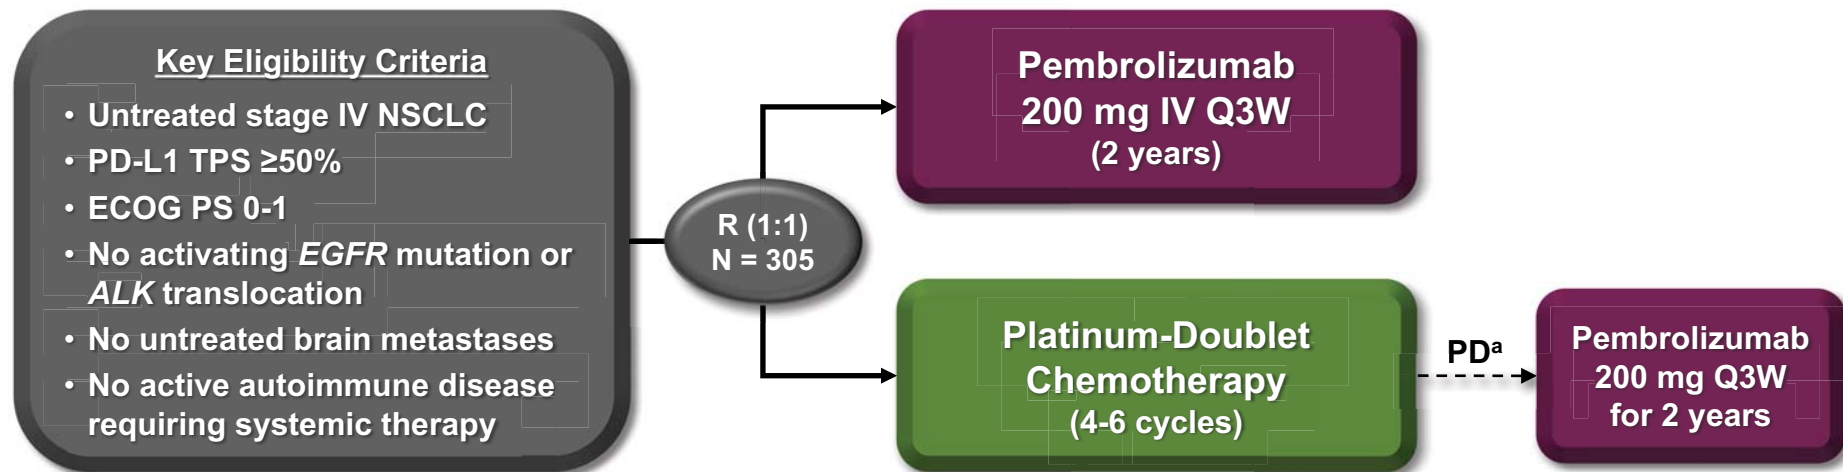 Key Eligibility Criteria
• Untreated stage IV NSCLC
• PD-L1 TPS ≥50%
• ECOG PS 0-1
• No activating EGFR mutation or
ALK translocation
• No untreated brain metastases
• No active autoimmune disease
requiring systemic therapy
R (1:1)
N = 305
Pembrolizumab
200 mg IV Q3W
(2 years)
Platinum-Doublet
Chemotherapy
(4-6 cycles)
PDᵃ
Pembrolizumab
200 mg Q3W
for 2 years